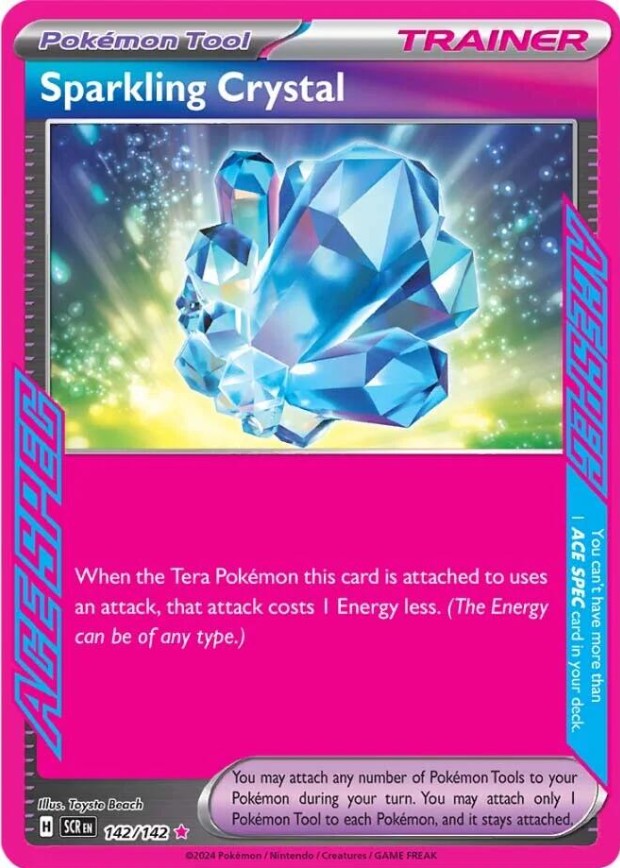 Pokémon Tool
TRAINER
Sparkling Crystal
ACE SPEC
ACE SPEC
You can't have more than
1 ACE SPEC card in your deck.
When the Tera Pokémon this card is attached to uses
an attack, that attack costs 1 Energy less. (The Energy
can be of any type.)
You may attach any number of Pokémon Tools to your
Pokémon during your turn. You may attach only 1
Pokémon Tool to each Pokémon, and it stays attached.
Illus. Toyste Beach
H SCR EN 142/142
©2024 Pokémon / Nintendo / Creatures / GAME FREAK